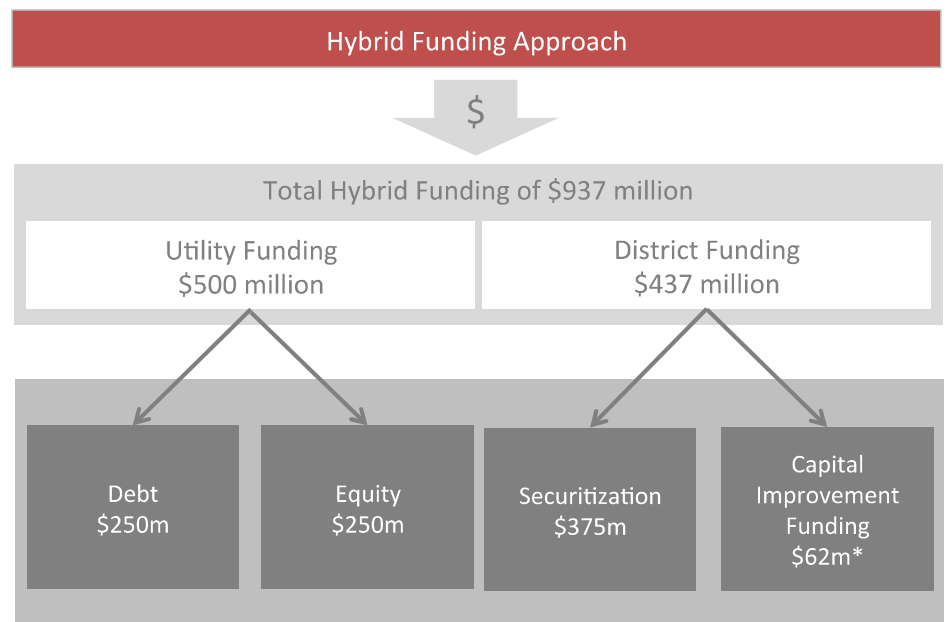 Hybrid Funding Approach
$
Total Hybrid Funding of $937 million
Utility Funding
$500 million
District Funding
$437 million
Debt
$250m
Equity
$250m
Securitization
$375m
Capital
Improvement
Funding
$62m*